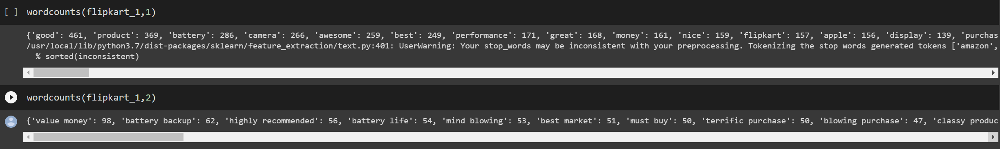 [ ] wordcounts(flipkart_1,1)
{'good': 461, 'product': 369, 'battery': 286, 'camera': 266, 'awesome': 259, 'best': 249, 'performance': 171, 'great': 168, 'money': 161, 'nice': 159, 'flipkart': 157, 'apple': 156, 'display': 139, 'purchas
/usr/local/lib/python3.7/dist-packages/sklearn/feature_extraction/text.py:401: UserWarning: Your stop_words may be inconsistent with your preprocessing. Tokenizing the stop words generated tokens ['amazon',
% sorted(inconsistent)
wordcounts(flipkart_1,2)
{'value money': 98, 'battery backup': 62, 'highly recommended': 56, 'battery life': 54, 'mind blowing': 53, 'best market': 51, 'must buy': 50, 'terrific purchase': 50, 'blowing purchase': 47, 'classy produc